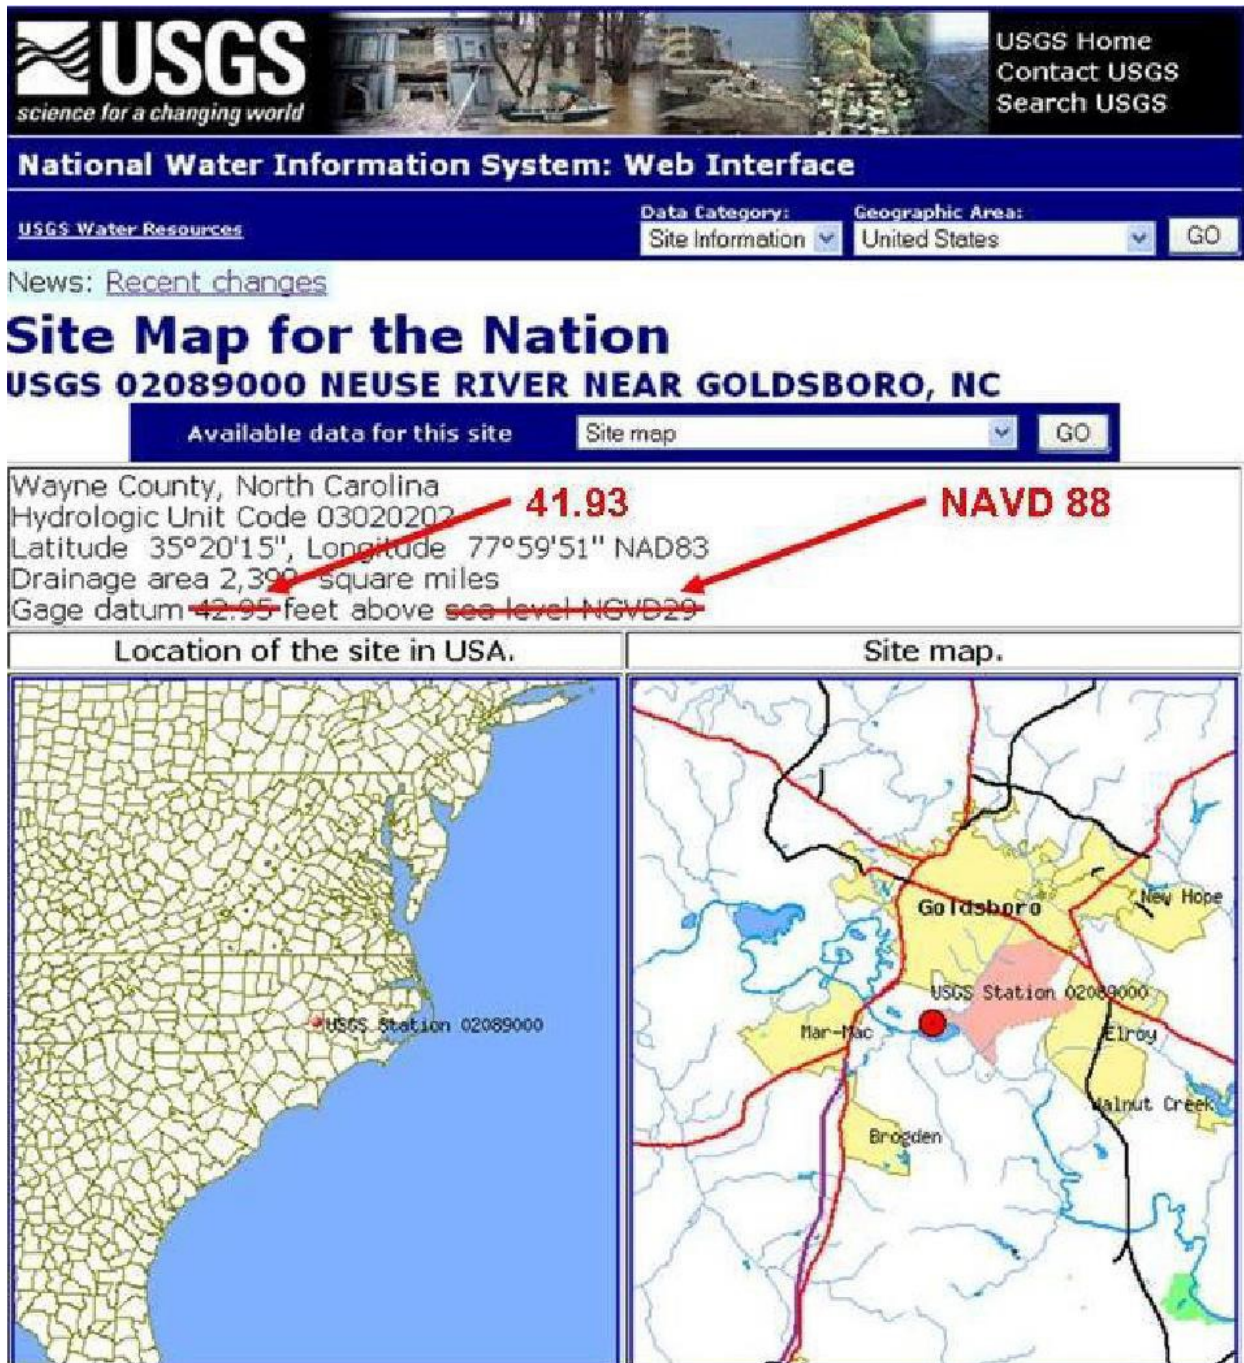 USGS
science for a changing world
USGS Home
Contact USGS
Search USGS
National Water Information System: Web Interface
USGS Water Resources
Data Category:
Site Information
Geographic Area:
United States
GO
News: Recent changes
Site Map for the Nation
USGS 02089000 NEUSE RIVER NEAR GOLDSBORO, NC
Available data for this site
Site map
GO
Wayne County, North Carolina
Hydrologic Unit Code 03020202
41.93
NAVD 88
Latitude 35°20'15", Longitude 77°59'51" NAD83
Drainage area 2,399 square miles
Gage datum 42.95 feet above sea level NGVD29
Location of the site in USA.
Site map.
USGS Station 02089000
Goldsboro
New Hope
USGS Station 02089000
Mar-Mac
Elroy
Walnut Creek
Brogden